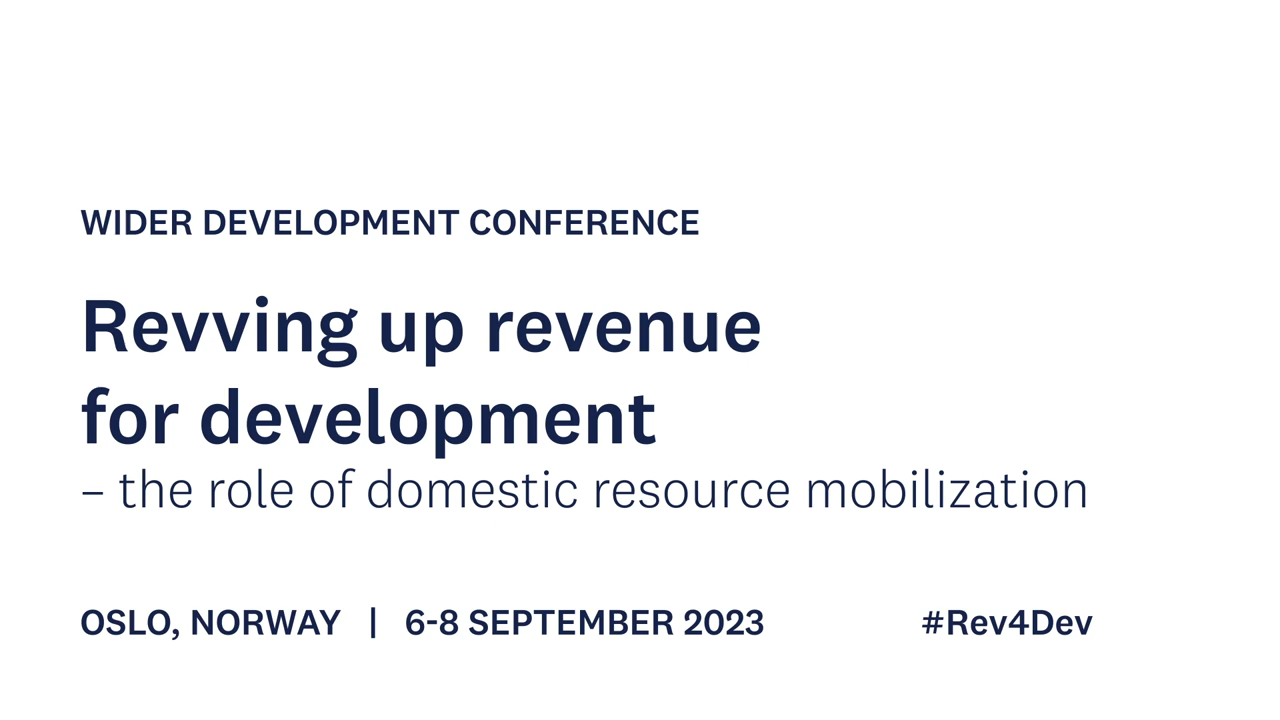 WIDER DEVELOPMENT CONFERENCE
Revving up revenue
for development
– the role of domestic resource mobilization
OSLO, NORWAY | 6-8 SEPTEMBER 2023 #Rev4Dev